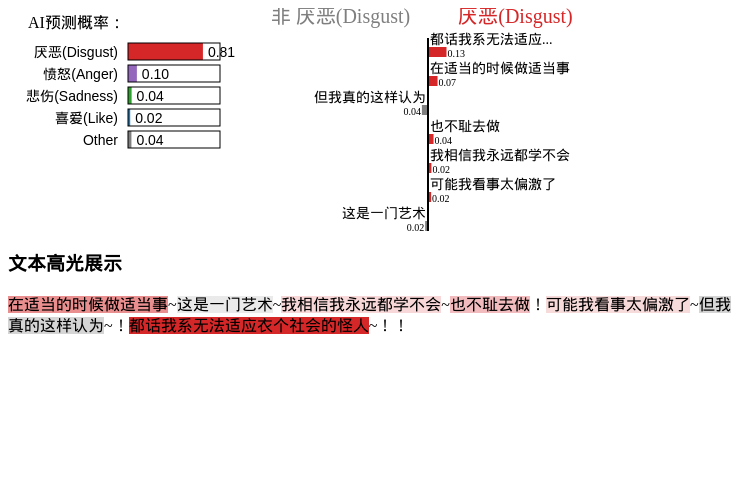 AI预测概率：
厌恶(Disgust) 0.81
愤怒(Anger) 0.10
悲伤(Sadness) 0.04
喜爱(Like) 0.02
Other 0.04
非 厌恶(Disgust) 厌恶(Disgust)
都话我系无法适应...
0.13
在适当的时候做适当事
0.07
但我真的这样认为
0.04
也不耻去做
0.04
我相信我永远都学不会
0.02
可能我看事太偏激了
0.02
这是一门艺术
0.02
文本高光展示
在适当的时候做适当事~这是一门艺术~我相信我永远都学不会~也不耻去做！可能我看事太偏激了~但我
真的这样认为~！都话我系无法适应衣个社会的怪人~！！